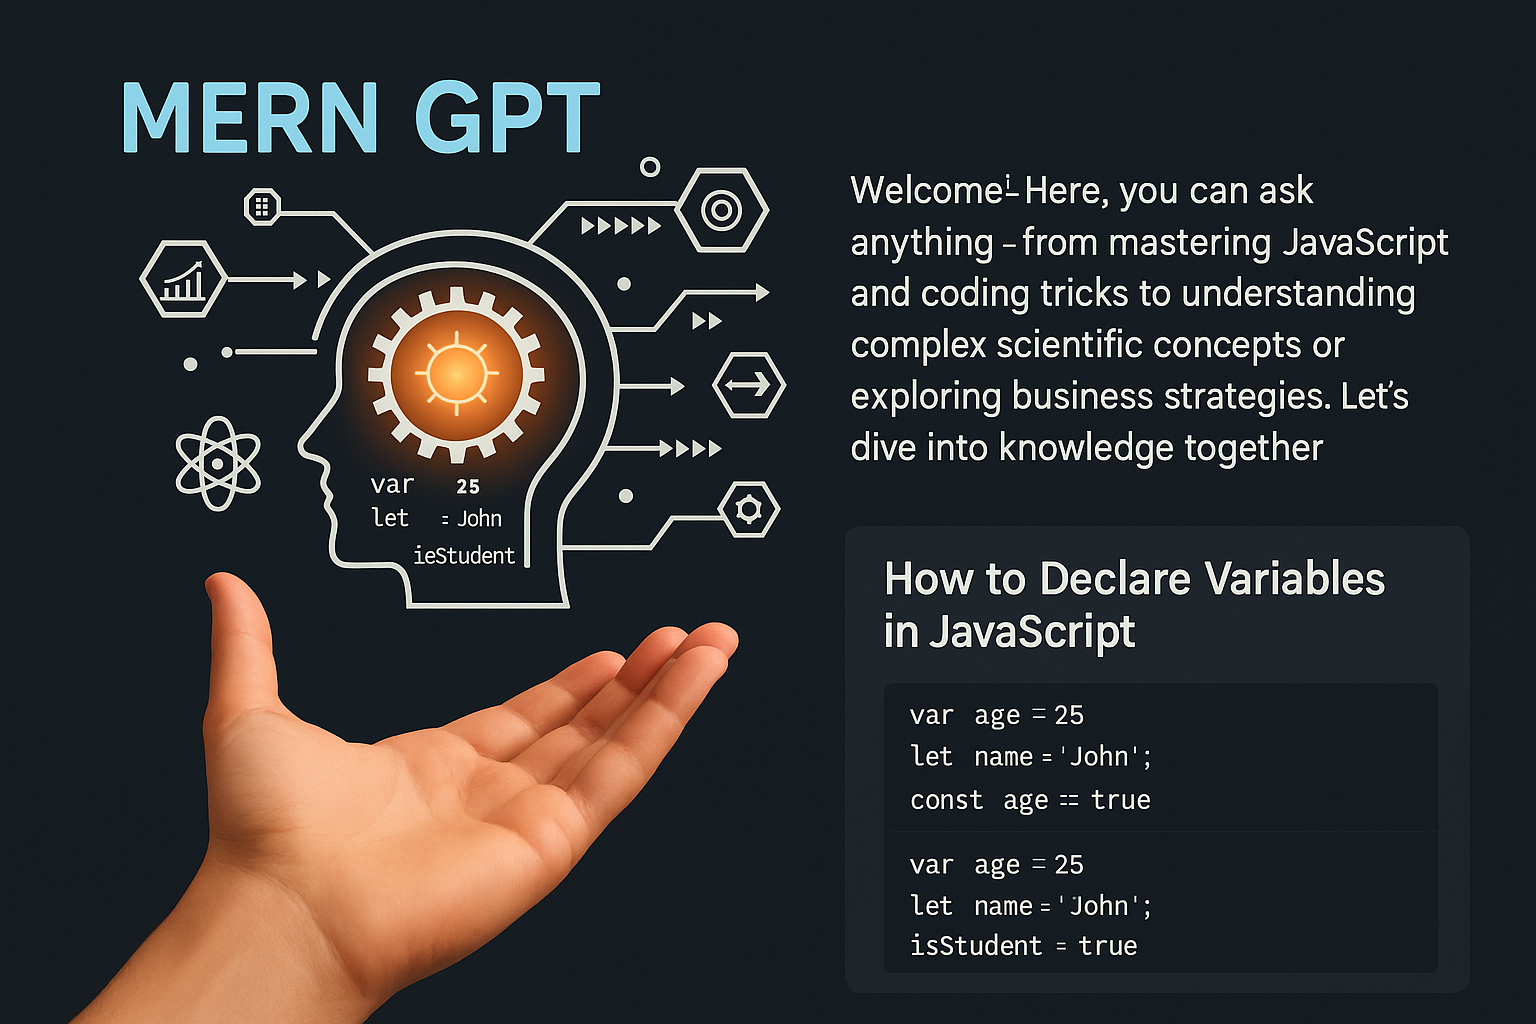 MERN GPT
Welcome¡–Here, you can ask
anything –from mastering JavaScript
and coding tricks to understanding
complex scientific concepts or
exploring business strategies. Let's
dive into knowledge together
var 25
let = John
ieStudent
How to Declare Variables
in JavaScript
var age = 25
let name = 'John';
const age == true
var age = 25
let name = 'John';
isStudent = true